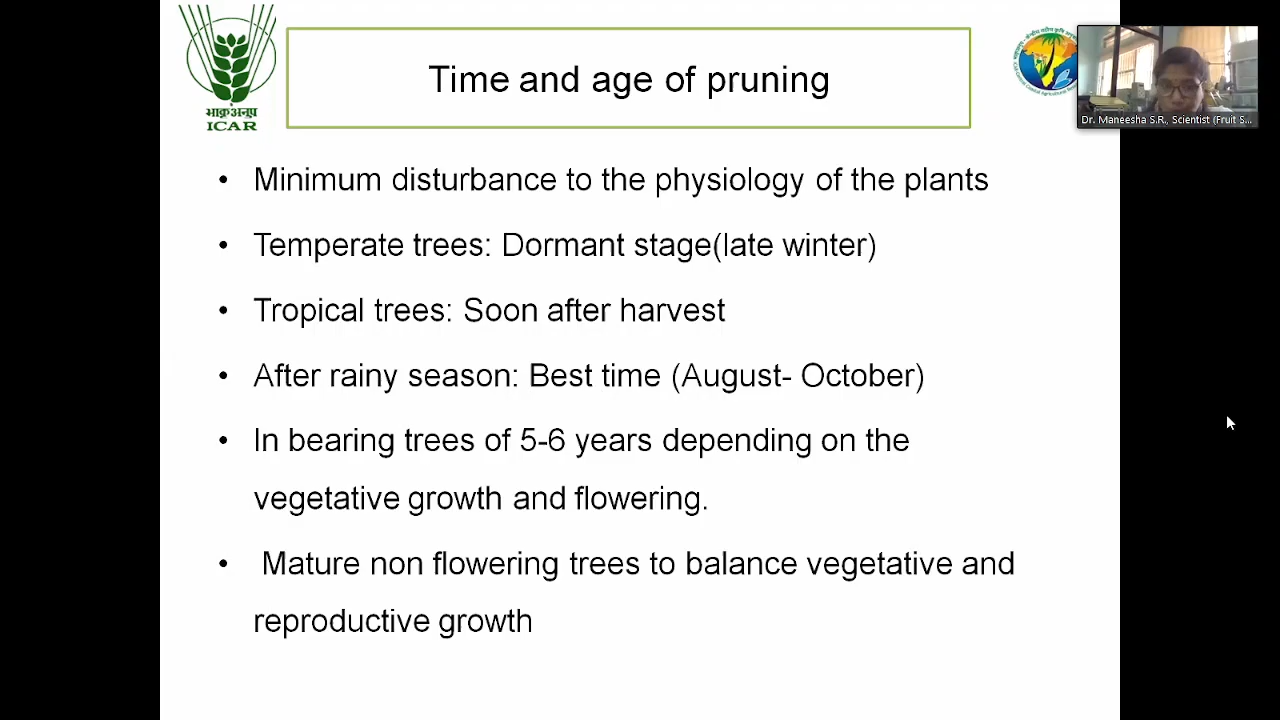 भाकृअनुप
ICAR
Time and age of pruning
Dr. Maneesha S.R., Scientist (Fruit S...
• Minimum disturbance to the physiology of the plants
• Temperate trees: Dormant stage(late winter)
• Tropical trees: Soon after harvest
• After rainy season: Best time (August- October)
• In bearing trees of 5-6 years depending on the
vegetative growth and flowering.
• Mature non flowering trees to balance vegetative and
reproductive growth